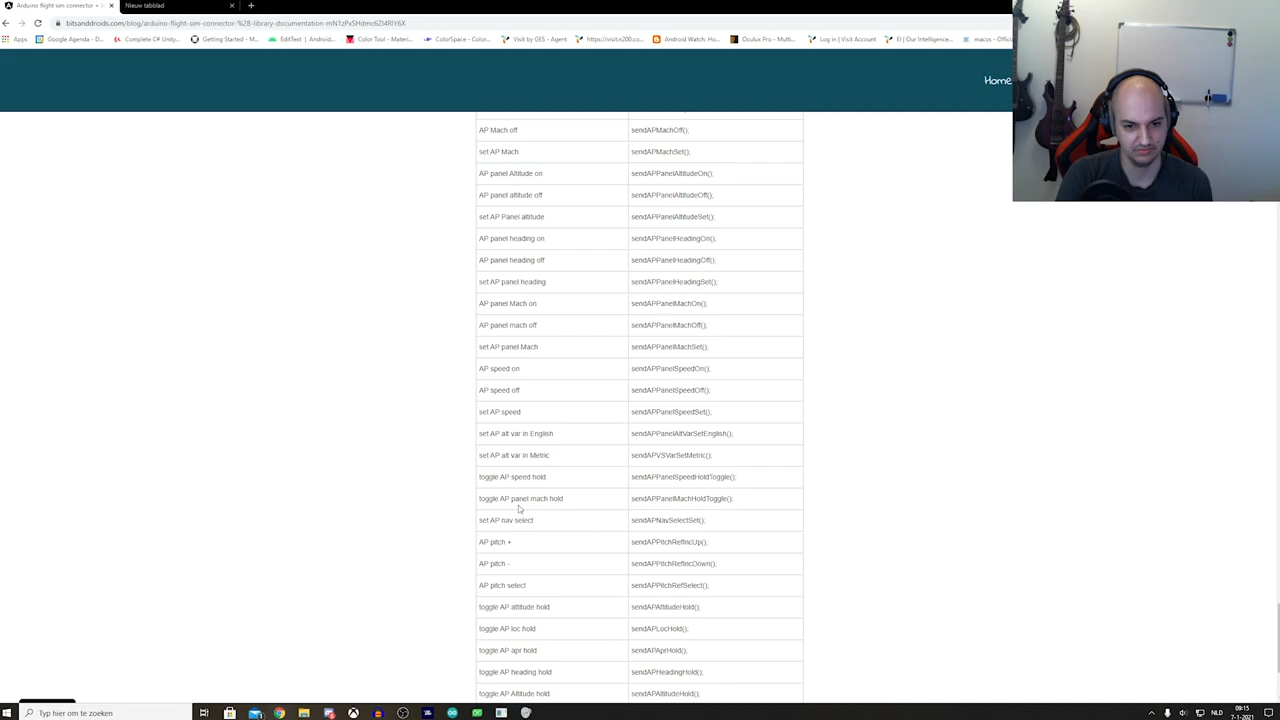 Arduino flight sim connector +
Nieuw tabblad
bitsanddroids.com/blog/arduino-flight-sim-connector-%2B-library-documentation-mN1zPxSHdmc6ZI4RIY6X
Apps
Google Agenda - D...
Complete C# Unity...
Getting Started - M...
EditText | Android...
Color Tool - Materi...
ColorSpace - Color...
Visit by GES - Agent
https://visit.n200.co...
Android Watch: Ho...
Oculux Pro - Multi...
Log in | Visit Account
EI | Our Intelligence...
macos - Offici
Home
AP Mach off sendAPMachOff();
set AP Mach sendAPMachSet();
AP panel Altitude on sendAPPanelAltitudeOn();
AP panel altitude off sendAPPanelAltitudeOff();
set AP Panel altitude sendAPPanelAltitudeSet();
AP panel heading on sendAPPanelHeadingOn();
AP panel heading off sendAPPanelHeadingOff();
set AP panel heading sendAPPanelHeadingSet();
AP panel Mach on sendAPPanelMachOn();
AP panel mach off sendAPPanelMachOff();
set AP panel Mach sendAPPanelMachSet();
AP speed on sendAPPanelSpeedOn();
AP speed off sendAPPanelSpeedOff();
set AP speed sendAPPanelSpeedSet();
set AP alt var in English sendAPPanelAltVarSetEnglish();
set AP alt var in Metric sendAPVSVarSetMetric();
toggle AP speed hold sendAPPanelSpeedHoldToggle();
toggle AP panel mach hold sendAPPanelMachHoldToggle();
set AP nav select sendAPNavSelectSet();
AP pitch + sendAPPitchRefIncUp();
AP pitch - sendAPPitchRefIncDown();
AP pitch select sendAPPitchRefSelect();
toggle AP attitude hold sendAPAttitudeHold();
toggle AP loc hold sendAPLocHold();
toggle AP apr hold sendAPAprHold();
toggle AP heading hold sendAPHeadingHold();
toggle AP Altitude hold sendAPAltitudeHold();
Typ hier om te zoeken
NLD
09:15
7-1-2021